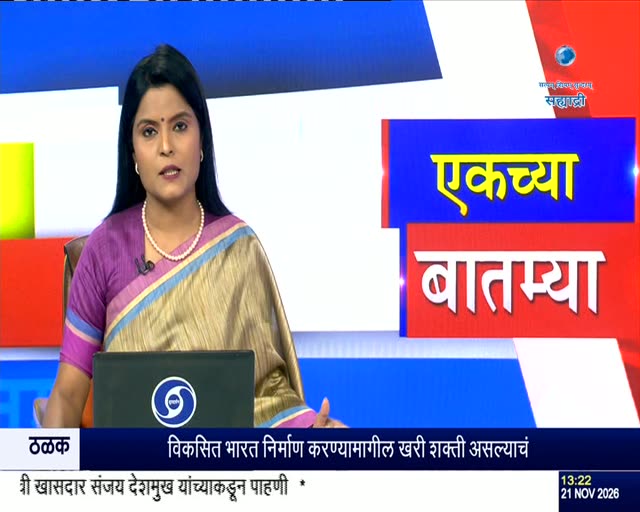 सह्याद्री
एकच्या
बातम्या
ठळक
विकसित भारत निर्माण करण्यामागील खरी शक्ती असल्याचं
बातम्या
त्री खासदार संजय देशमुख यांच्याकडून पाहणी *
13:22
21 NOV 2026